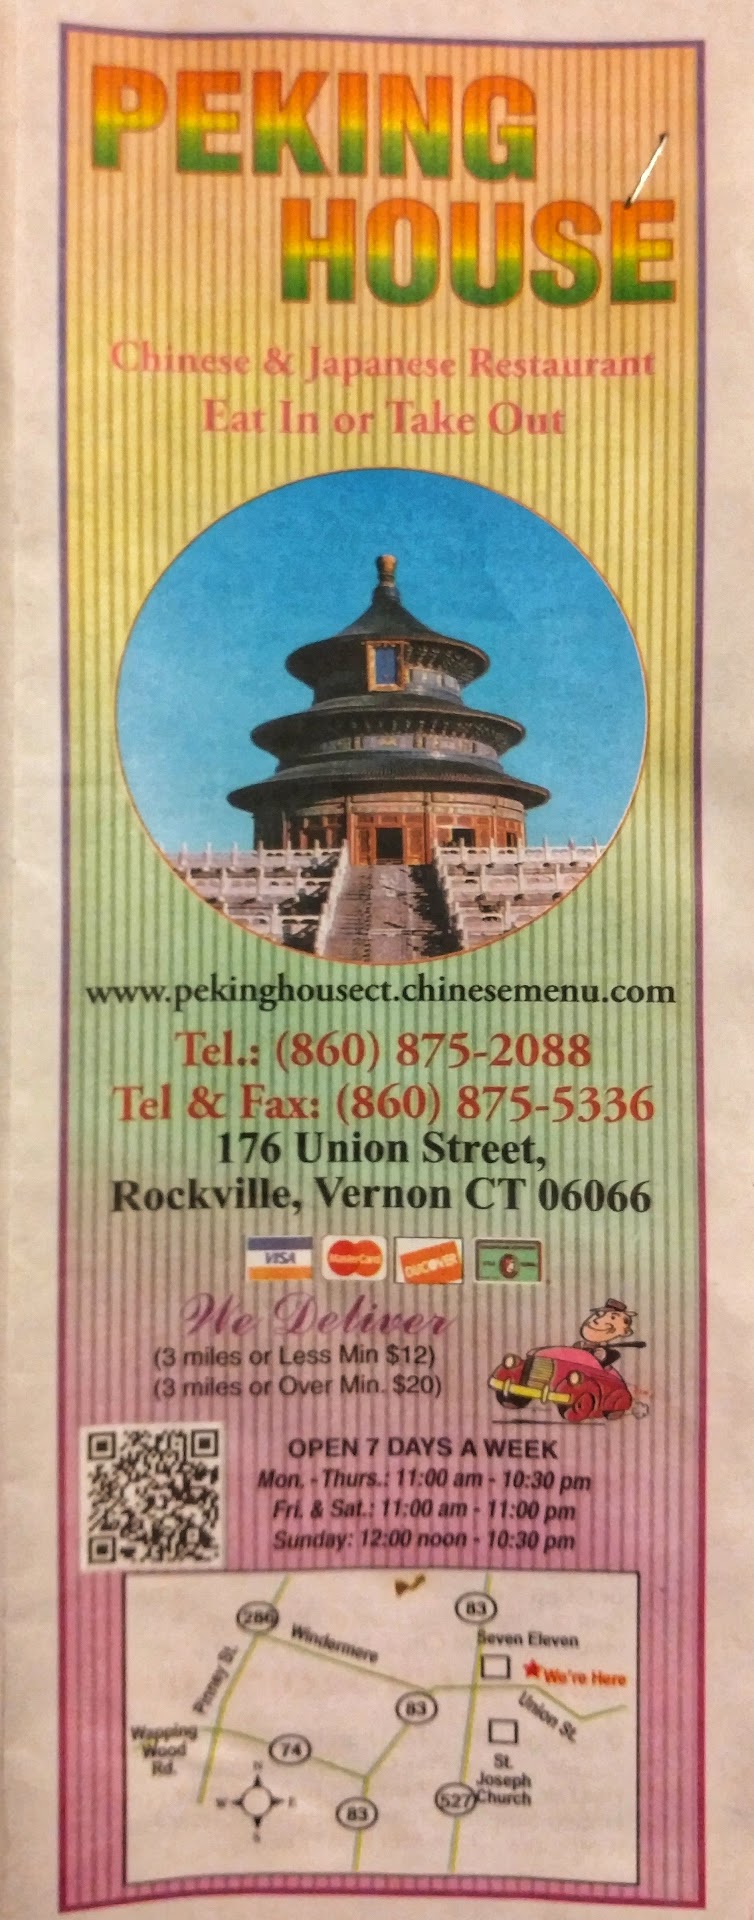 PEKING
HOUSE
Chinese & Japanese Restaurant
Eat In or Take Out
www.pekinghousect.chinesemenu.com
Tel.: (860) 875-2088
Tel & Fax: (860) 875-5336
176 Union Street,
Rockville, Vernon CT 06066
VISA MasterCard DISCOVER
We Deliver
(3 miles or Less Min $12)
(3 miles or Over Min. $20)
OPEN 7 DAYS A WEEK
Mon. - Thurs.: 11:00 am - 10:30 pm
Fri. & Sat.: 11:00 am - 11:00 pm
Sunday: 12:00 noon - 10:30 pm
286
Windermere
83
Seven Eleven
We're Here
Pinney St.
83
Union St.
Wapping
Wood
Rd.
74
St.
Joseph
Church
N
W E
S
83
527